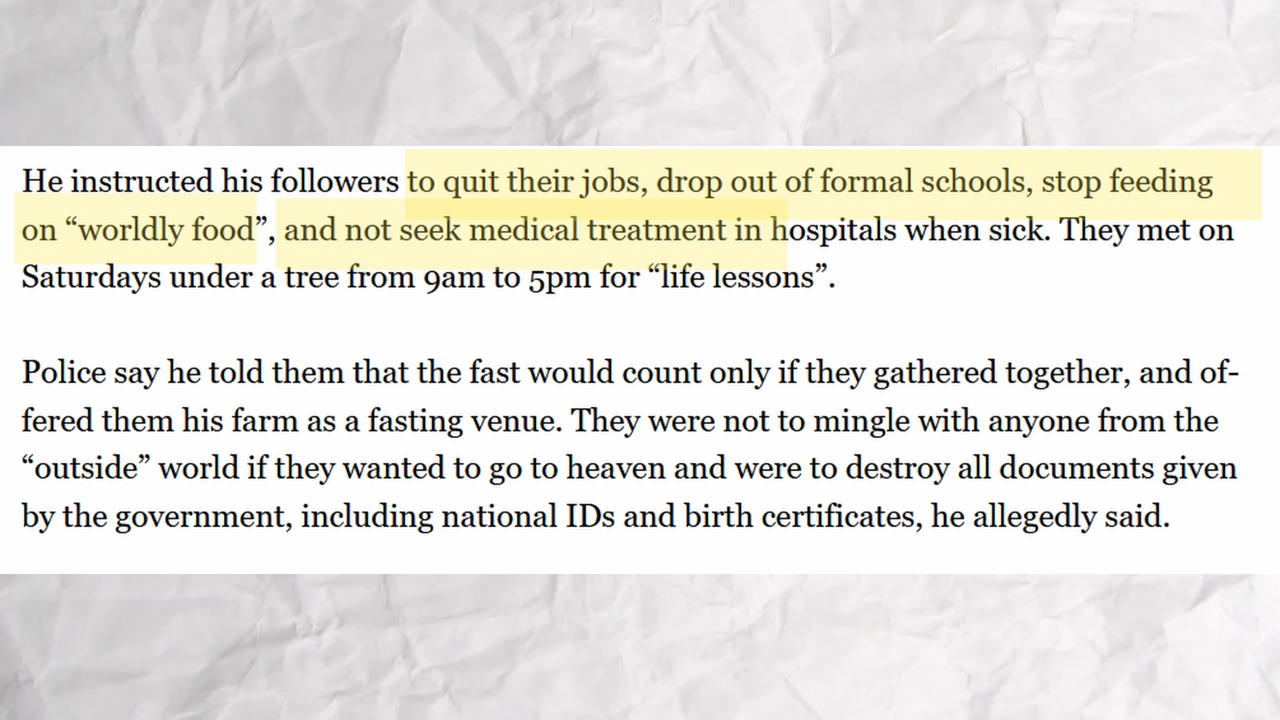 He instructed his followers to quit their jobs, drop out of formal schools, stop feeding
on “worldly food”, and not seek medical treatment in hospitals when sick. They met on
Saturdays under a tree from 9am to 5pm for “life lessons”.
Police say he told them that the fast would count only if they gathered together, and of-
fered them his farm as a fasting venue. They were not to mingle with anyone from the
“outside” world if they wanted to go to heaven and were to destroy all documents given
by the government, including national IDs and birth certificates, he allegedly said.